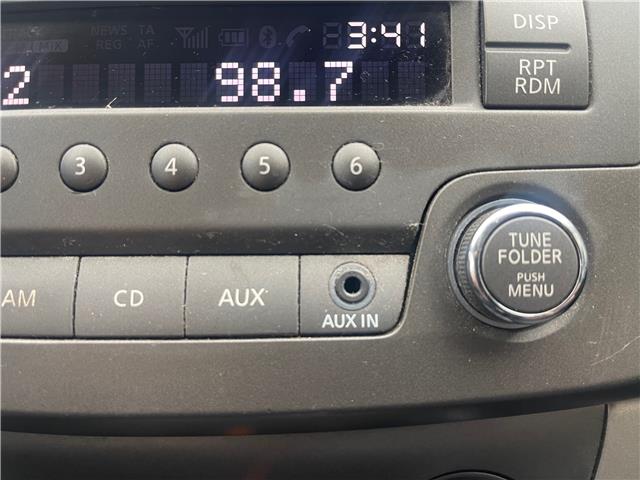 NEWS TA
MIX REG AF
3:41
2 98.7
DISP
RPT
RDM
3 4 5 6
TUNE
FOLDER
PUSH
MENU
AM CD AUX
AUX IN